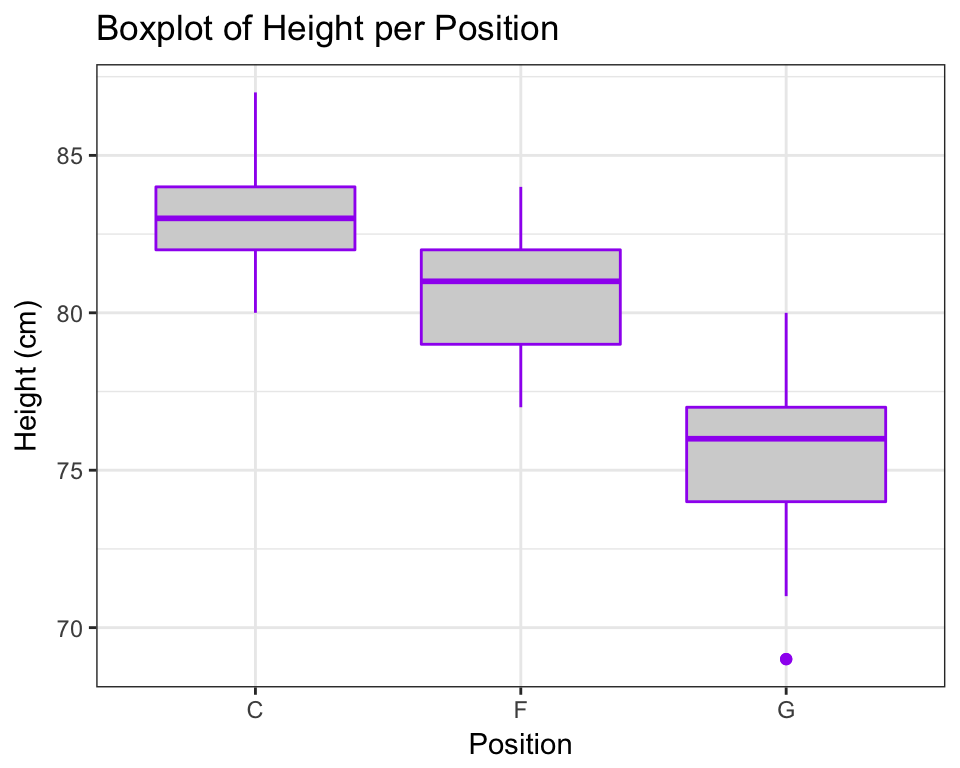 Boxplot of Height per Position
Height (cm)
85
80
75
70
C F G
Position